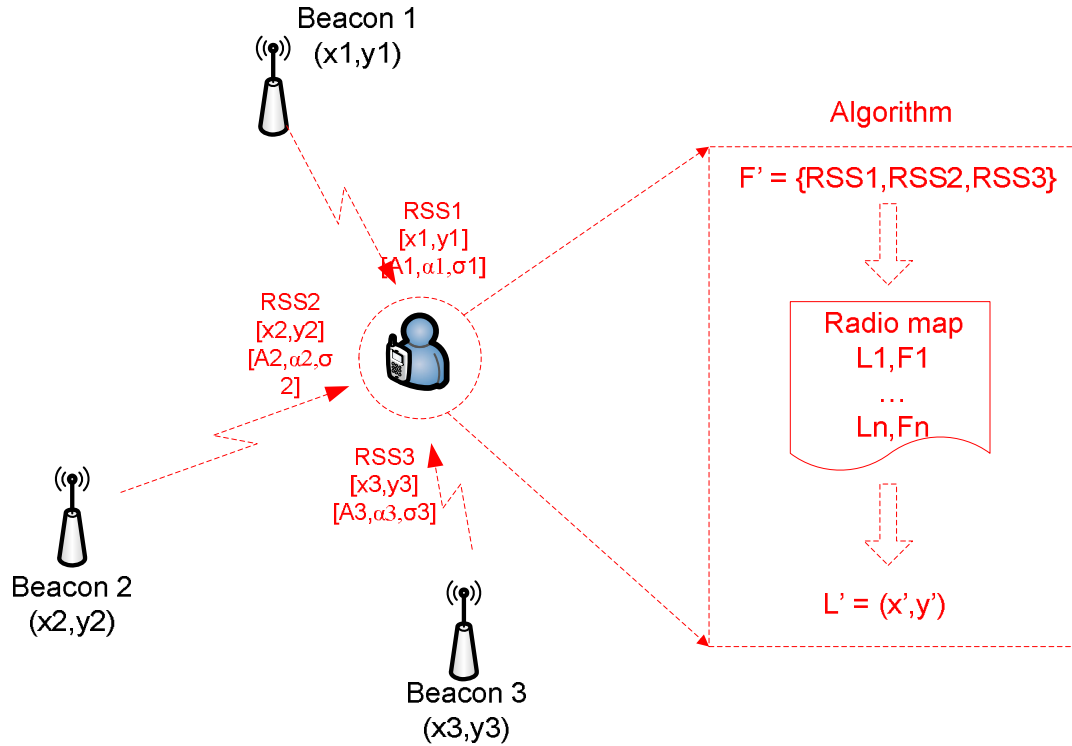 Beacon 1
(x1,y1)
Algorithm
F’ = {RSS1,RSS2,RSS3}
RSS1
[x1,y1]
[A1,α1,σ1]
RSS2
[x2,y2]
[A2,α2,σ
2]
Radio map
L1,F1
...
Ln,Fn
RSS3
[x3,y3]
[A3,α3,σ3]
Beacon 2
(x2,y2)
L’ = (x’,y’)
Beacon 3
(x3,y3)